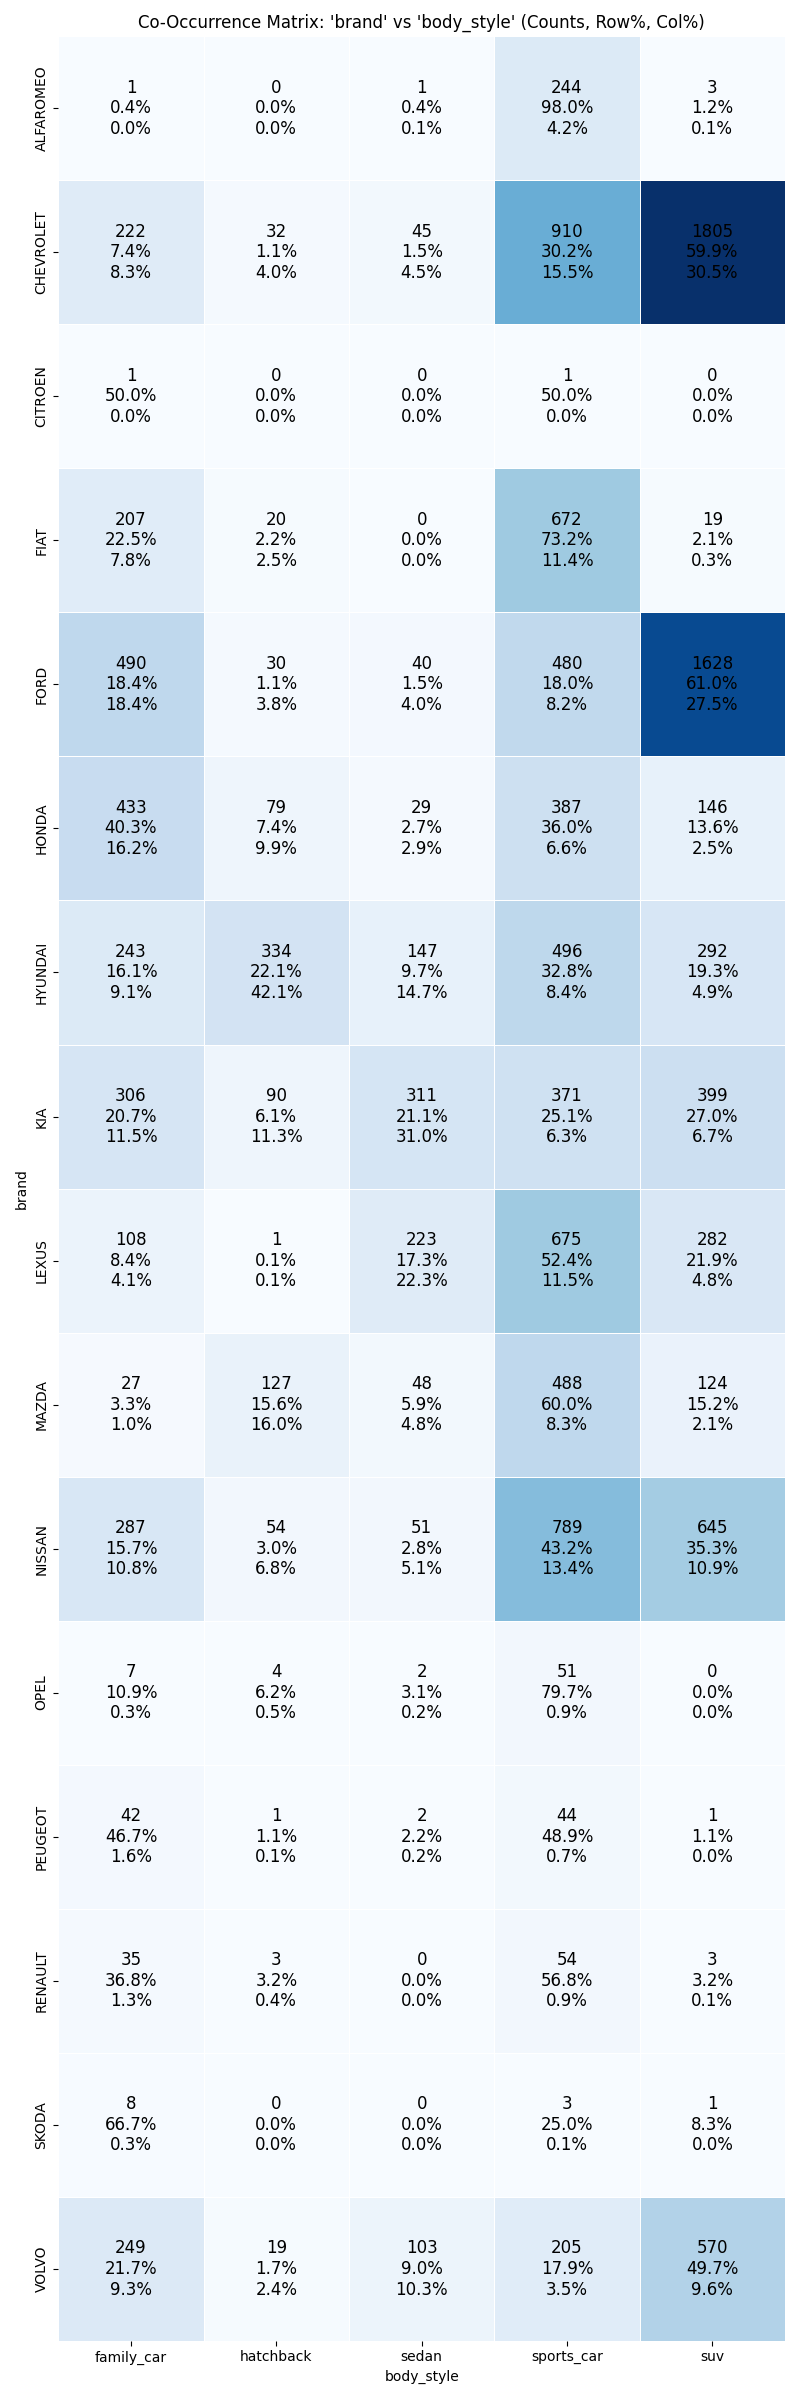 Co-Occurrence Matrix: 'brand' vs 'body_style' (Counts, Row%, Col%)
ALFAROMEO
1 0 1 244 3
0.4% 0.0% 0.4% 98.0% 1.2%
0.0% 0.0% 0.1% 4.2% 0.1%
CHEVROLET
222 32 45 910 1805
7.4% 1.1% 1.5% 30.2% 59.9%
8.3% 4.0% 4.5% 15.5% 30.5%
CITROEN
1 0 0 1 0
50.0% 0.0% 0.0% 50.0% 0.0%
0.0% 0.0% 0.0% 0.0% 0.0%
FIAT
207 20 0 672 19
22.5% 2.2% 0.0% 73.2% 2.1%
7.8% 2.5% 0.0% 11.4% 0.3%
FORD
490 30 40 480 1628
18.4% 1.1% 1.5% 18.0% 61.0%
18.4% 3.8% 4.0% 8.2% 27.5%
HONDA
433 79 29 387 146
40.3% 7.4% 2.7% 36.0% 13.6%
16.2% 9.9% 2.9% 6.6% 2.5%
HYUNDAI
243 334 147 496 292
16.1% 22.1% 9.7% 32.8% 19.3%
9.1% 42.1% 14.7% 8.4% 4.9%
KIA
306 90 311 371 399
20.7% 6.1% 21.1% 25.1% 27.0%
11.5% 11.3% 31.0% 6.3% 6.7%
brand
LEXUS
108 1 223 675 282
8.4% 0.1% 17.3% 52.4% 21.9%
4.1% 0.1% 22.3% 11.5% 4.8%
MAZDA
27 127 48 488 124
3.3% 15.6% 5.9% 60.0% 15.2%
1.0% 16.0% 4.8% 8.3% 2.1%
NISSAN
287 54 51 789 645
15.7% 3.0% 2.8% 43.2% 35.3%
10.8% 6.8% 5.1% 13.4% 10.9%
OPEL
7 4 2 51 0
10.9% 6.2% 3.1% 79.7% 0.0%
0.3% 0.5% 0.2% 0.9% 0.0%
PEUGEOT
42 1 2 44 1
46.7% 1.1% 2.2% 48.9% 1.1%
1.6% 0.1% 0.2% 0.7% 0.0%
RENAULT
35 3 0 54 3
36.8% 3.2% 0.0% 56.8% 3.2%
1.3% 0.4% 0.0% 0.9% 0.1%
SKODA
8 0 0 3 1
66.7% 0.0% 0.0% 25.0% 8.3%
0.3% 0.0% 0.0% 0.1% 0.0%
VOLVO
249 19 103 205 570
21.7% 1.7% 9.0% 17.9% 49.7%
9.3% 2.4% 10.3% 3.5% 9.6%
family_car hatchback sedan sports_car suv
body_style